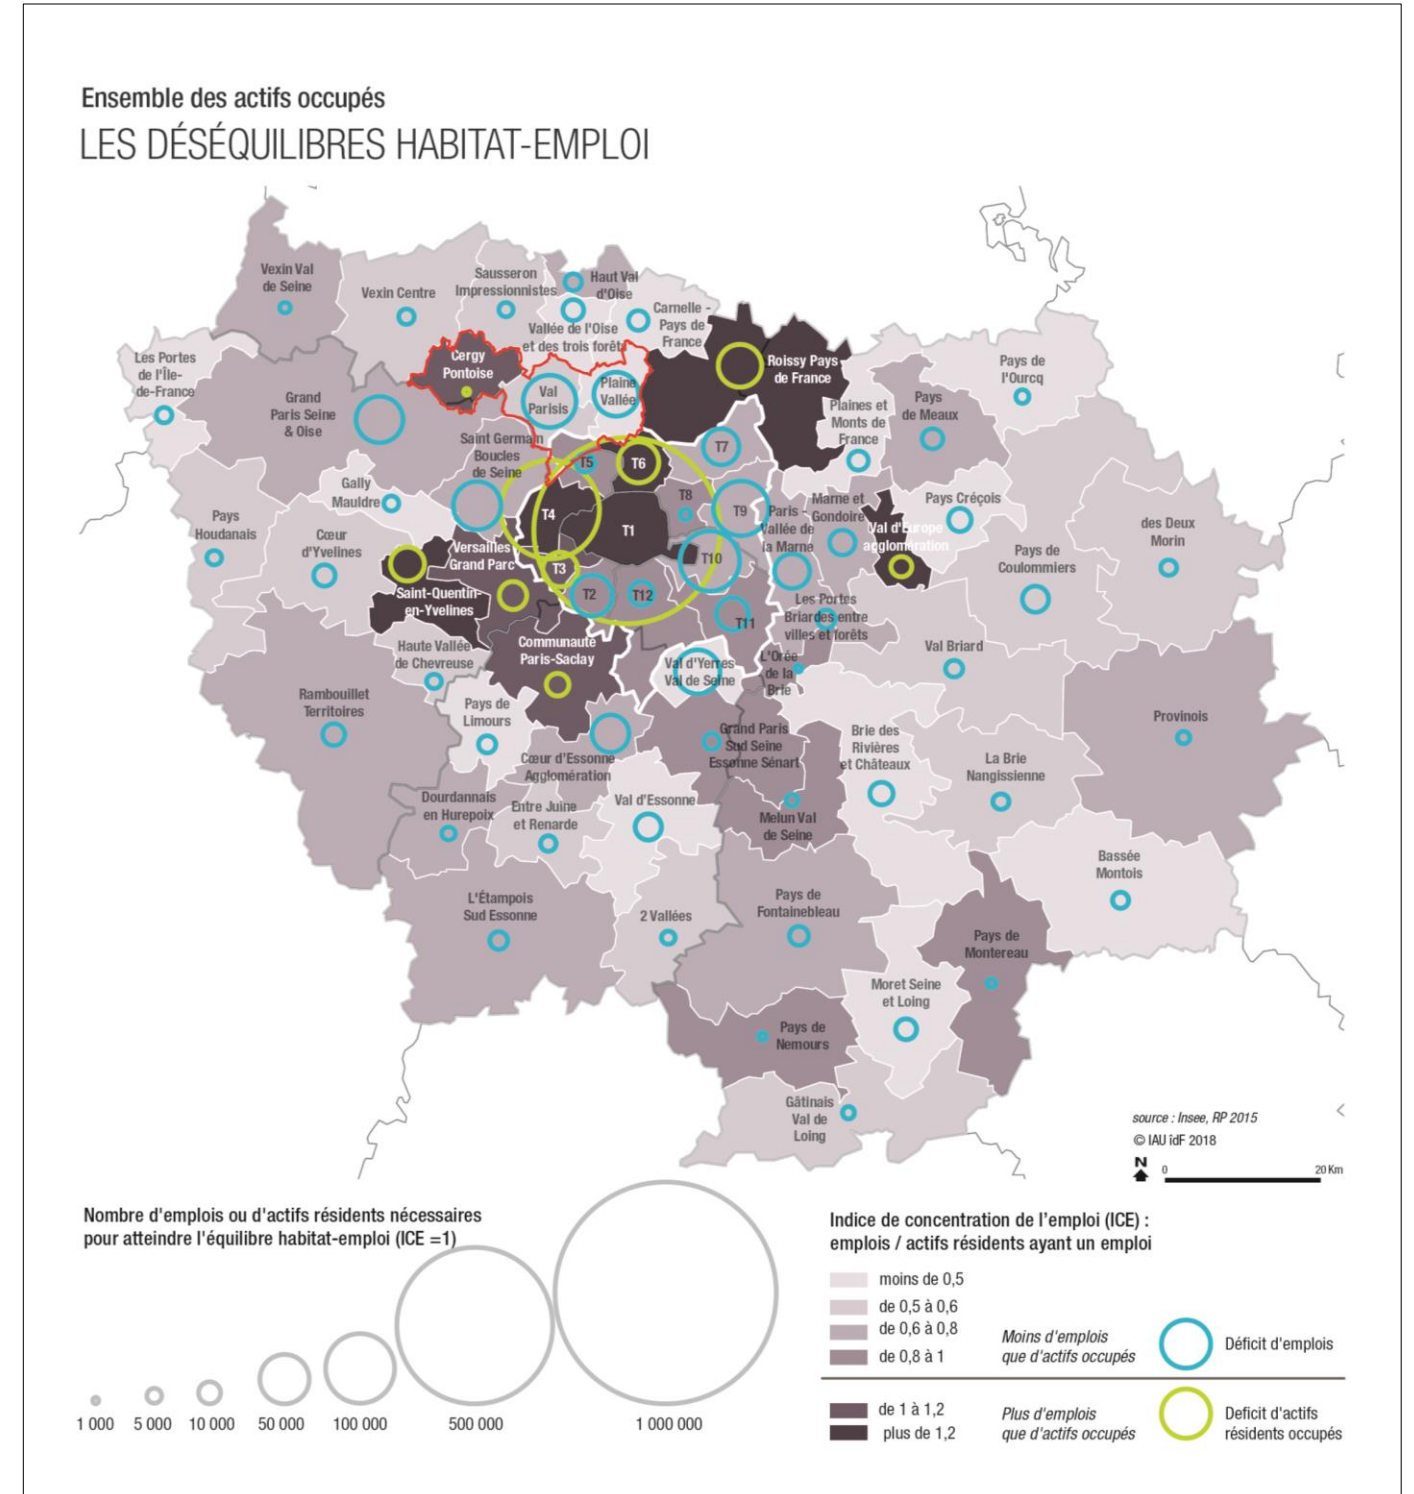 Ensemble des actifs occupés
LES DÉSÉQUILIBRES HABITAT-EMPLOI
Vexin Val
de Seine
Vexin Centre
Sausseron
Impressionnistes
Haut Val
d'Oise
Vallée de l'Oise
et des trois forêts
Carnelle -
Pays de
France
Les Portes
de l'Île-
de-France
Cergy
Pontoise
Grand
Paris Seine
& Oise
Val
Parisis
Plaine
Vallée
Roissy Pays
de France
Plaines et
Monts de
France
Pays
de Meaux
Pays de
l'Ourcq
Saint Germain
Boucles
de Seine
T5
T6
T7
Gally
Mauldre
T4
T1
T8
T9
Paris -
Vallée de
la Marne
Marne et
Gondoire
Val d'Europe
agglomération
Pays Créçois
Pays
Houdanais
Cœur
d'Yvelines
Versailles
Grand Parc
T3
T10
Pays de
Coulommiers
des Deux
Morin
Saint-Quentin-
en-Yvelines
T2
T12
T11
Les Portes
Briardes entre
villes et forêts
Haute Vallée
de Chevreuse
Communauté
Paris-Saclay
Val d'Yerres
Val de Seine
L'Orée
de la
Brie
Val Briard
Rambouillet
Territoires
Pays de
Limours
Provinois
Cœur d'Essonne
Agglomération
Grand Paris
Sud Seine
Essonne Sénart
Brie des
Rivières
et Châteaux
La Brie
Nangissienne
Dourdannais
en Hurepoix
Entre Juine
et Renarde
Val d'Essonne
Melun Val
de Seine
Bassée
Montois
L'Étampois
Sud Essonne
2 Vallées
Pays de
Fontainebleau
Pays de
Montereau
Moret Seine
et Loing
Pays de
Nemours
Gâtinais
Val de
Loing
source : Insee, RP 2015
© IAU îdF 2018
N
0
20 Km
Nombre d'emplois ou d'actifs résidents nécessaires
pour atteindre l'équilibre habitat-emploi (ICE =1)
1 000
5 000
10 000
50 000
100 000
500 000
1 000 000
Indice de concentration de l'emploi (ICE) :
emplois / actifs résidents ayant un emploi
moins de 0,5
de 0,5 à 0,6
de 0,6 à 0,8
de 0,8 à 1
Moins d'emplois
que d'actifs occupés
Déficit d'emplois
de 1 à 1,2
plus de 1,2
Plus d'emplois
que d'actifs occupés
Deficit d'actifs
résidents occupés